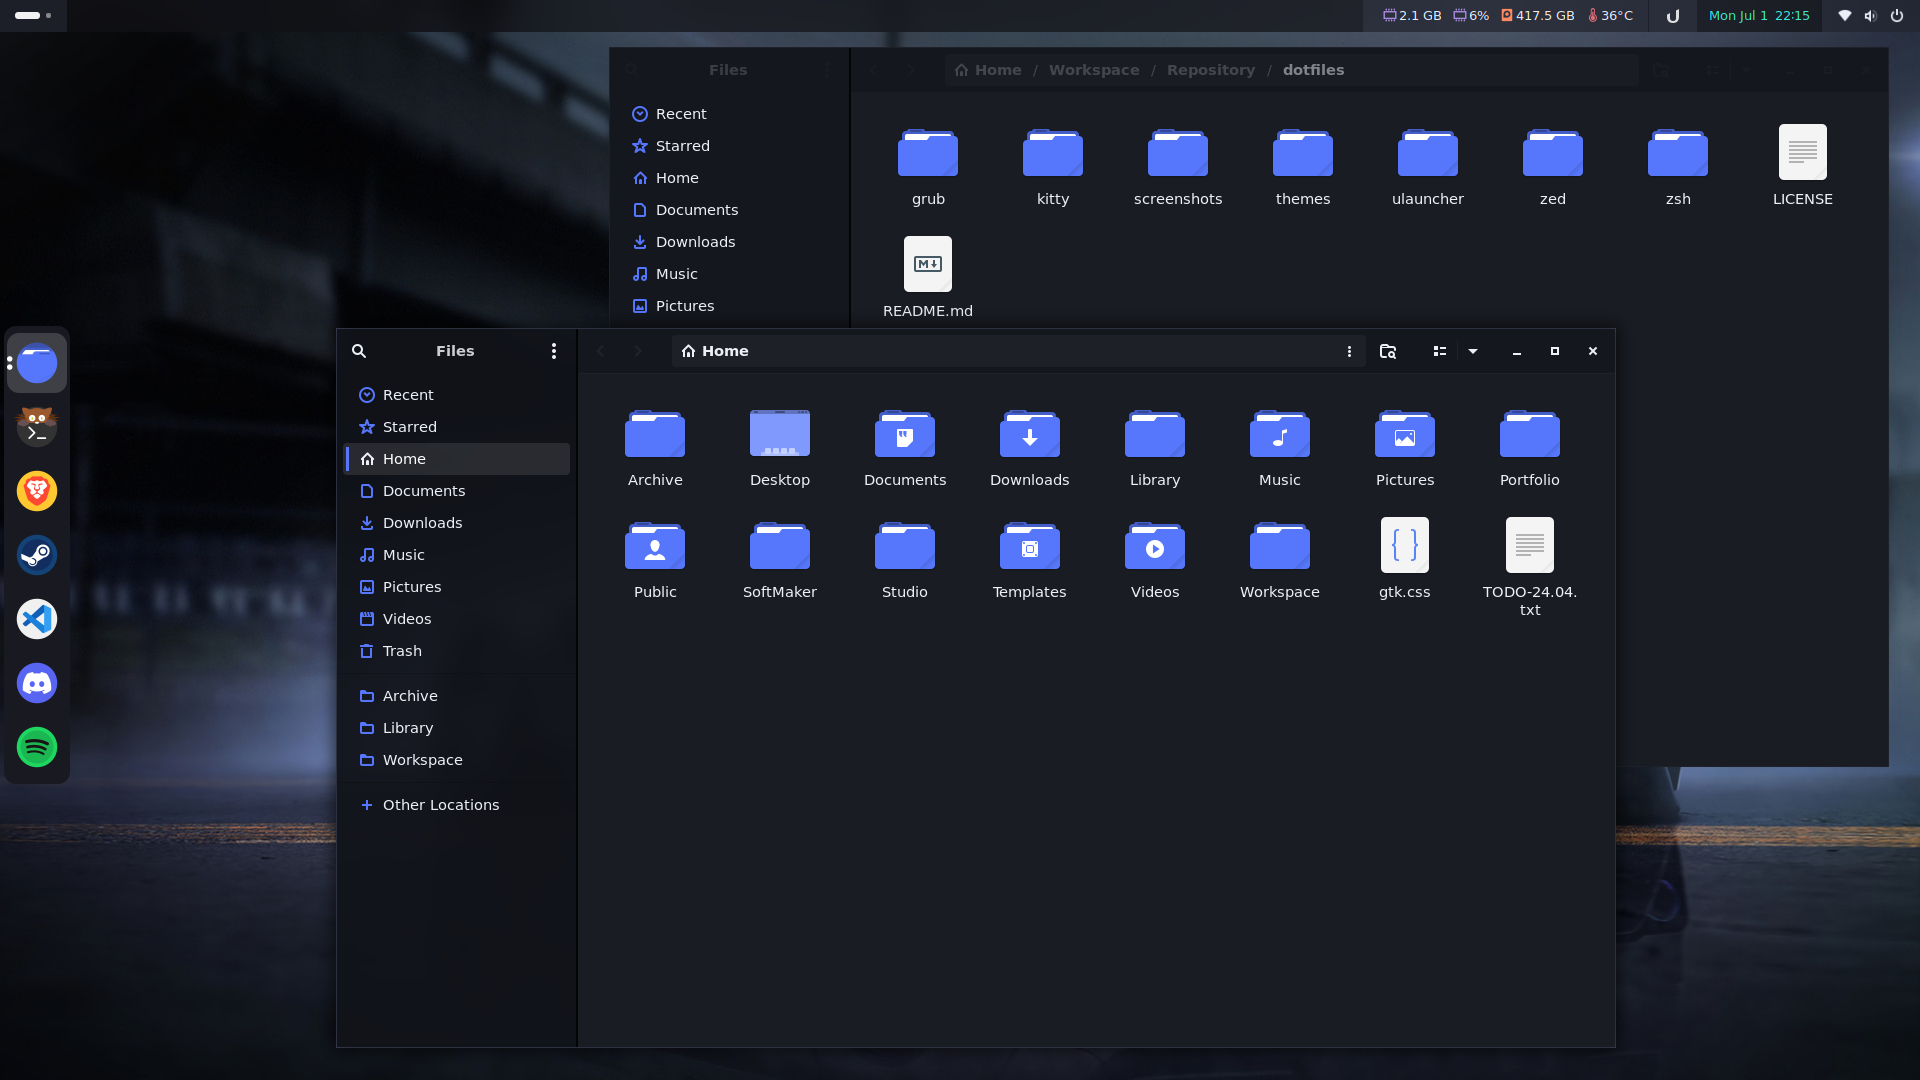 2.1 GB 6% 417.5 GB 36°C Mon Jul 1 22:15
Files
Home / Workspace / Repository / dotfiles
Recent
Starred
Home
Documents
Downloads
Music
Pictures
grub kitty screenshots themes ulauncher zed zsh LICENSE
README.md
Files
Home
Recent
Starred
Home
Documents
Downloads
Music
Pictures
Videos
Trash
Archive
Library
Workspace
Other Locations
Archive Desktop Documents Downloads Library Music Pictures Portfolio
Public SoftMaker Studio Templates Videos Workspace gtk.css TODO-24.04.
txt